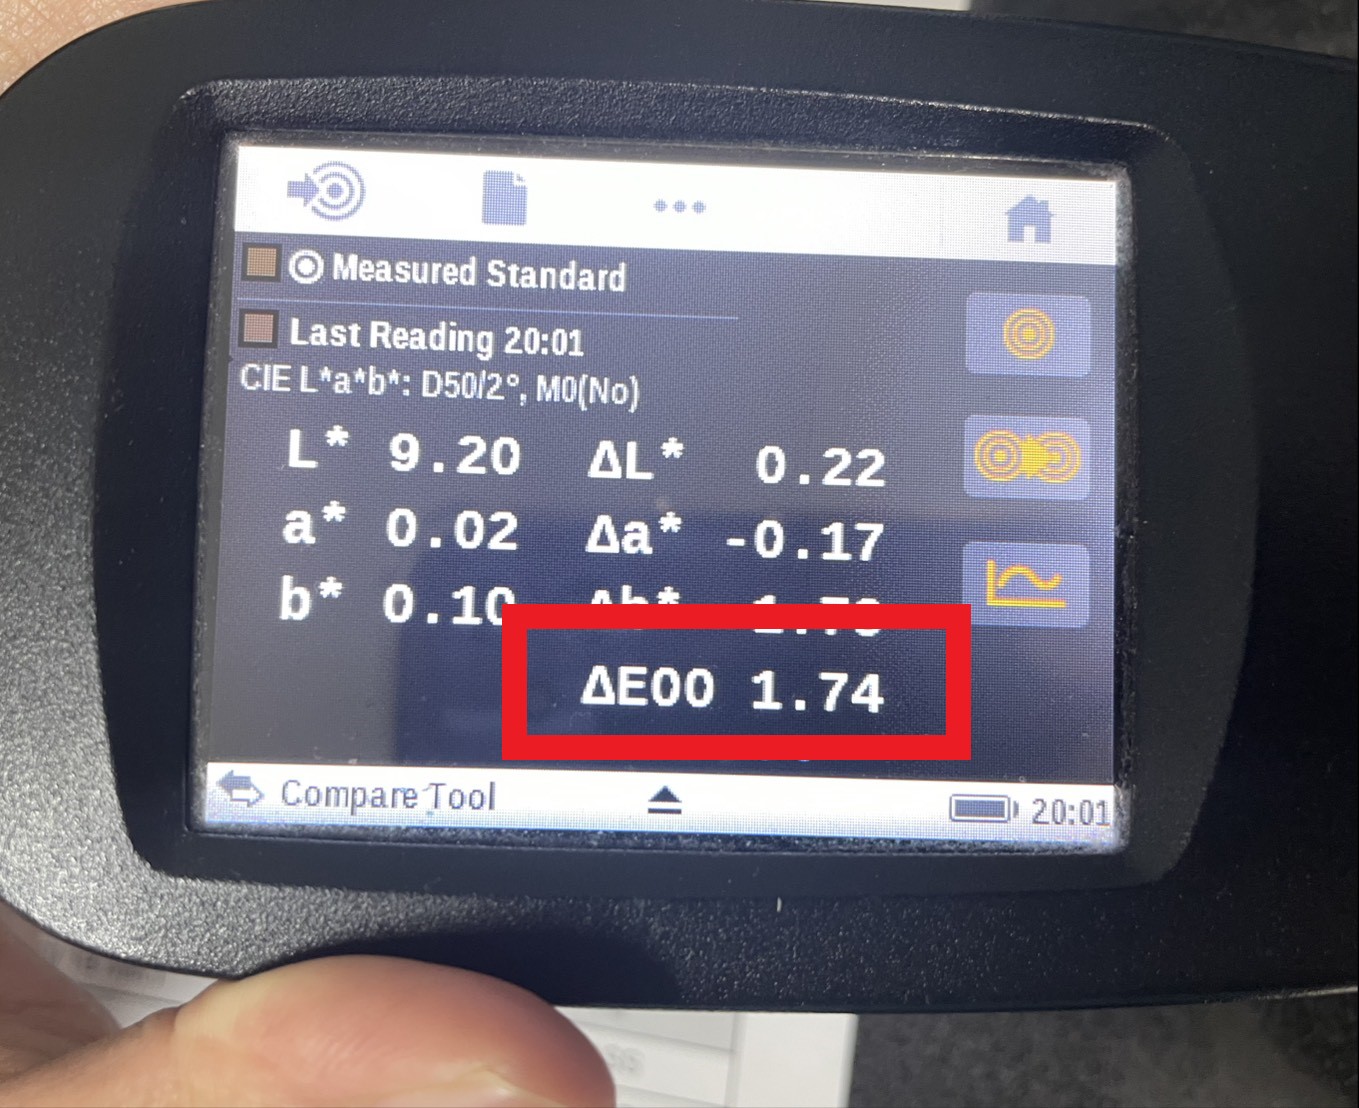 Measured Standard
Last Reading 20:01
CIE L*a*b*: D50/2°, M0(No)
L* 9.20 ΔL* 0.22
a* 0.02 Δa* -0.17
b* 0.10 Δb*
ΔE00 1.74
Compare Tool 20:01